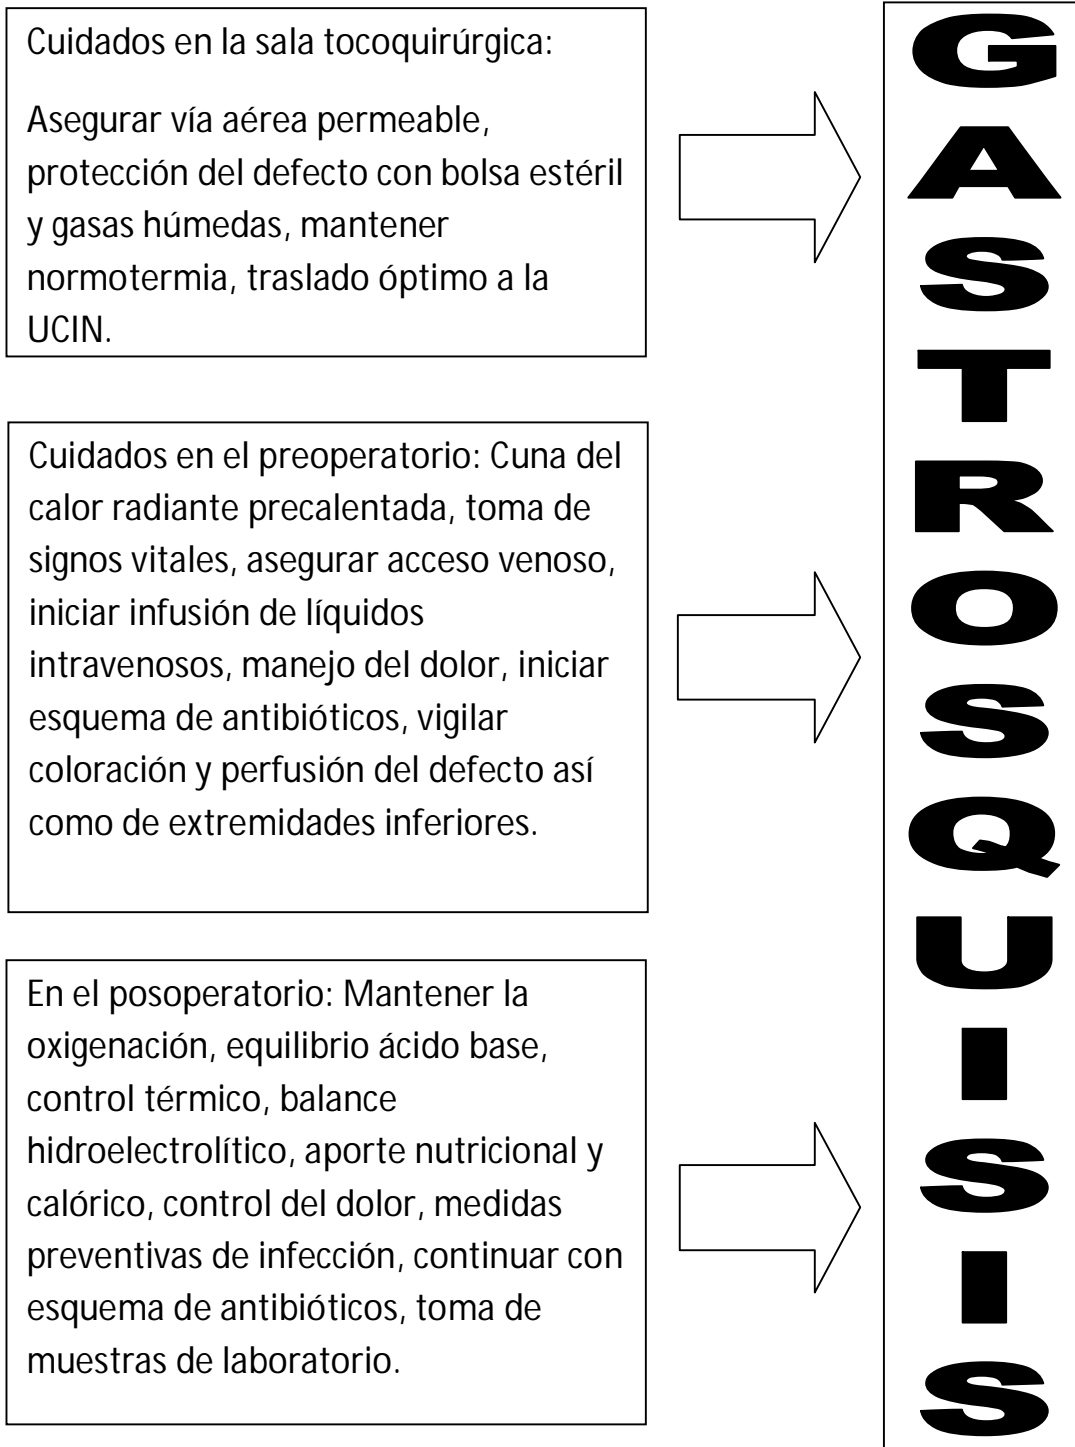 Cuidados en la sala tocoquirúrgica:
Asegurar vía aérea permeable,
protección del defecto con bolsa estéril
y gasas húmedas, mantener
normotermia, traslado óptimo a la
UCIN.
Cuidados en el preoperatorio: Cuna del
calor radiante precalentada, toma de
signos vitales, asegurar acceso venoso,
iniciar infusión de líquidos
intravenosos, manejo del dolor, iniciar
esquema de antibióticos, vigilar
coloración y perfusión del defecto así
como de extremidades inferiores.
En el posoperatorio: Mantener la
oxigenación, equilibrio ácido base,
control térmico, balance
hidroelectrolítico, aporte nutricional y
calórico, control del dolor, medidas
preventivas de infección, continuar con
esquema de antibióticos, toma de
muestras de laboratorio.
GASTROSQUISIS